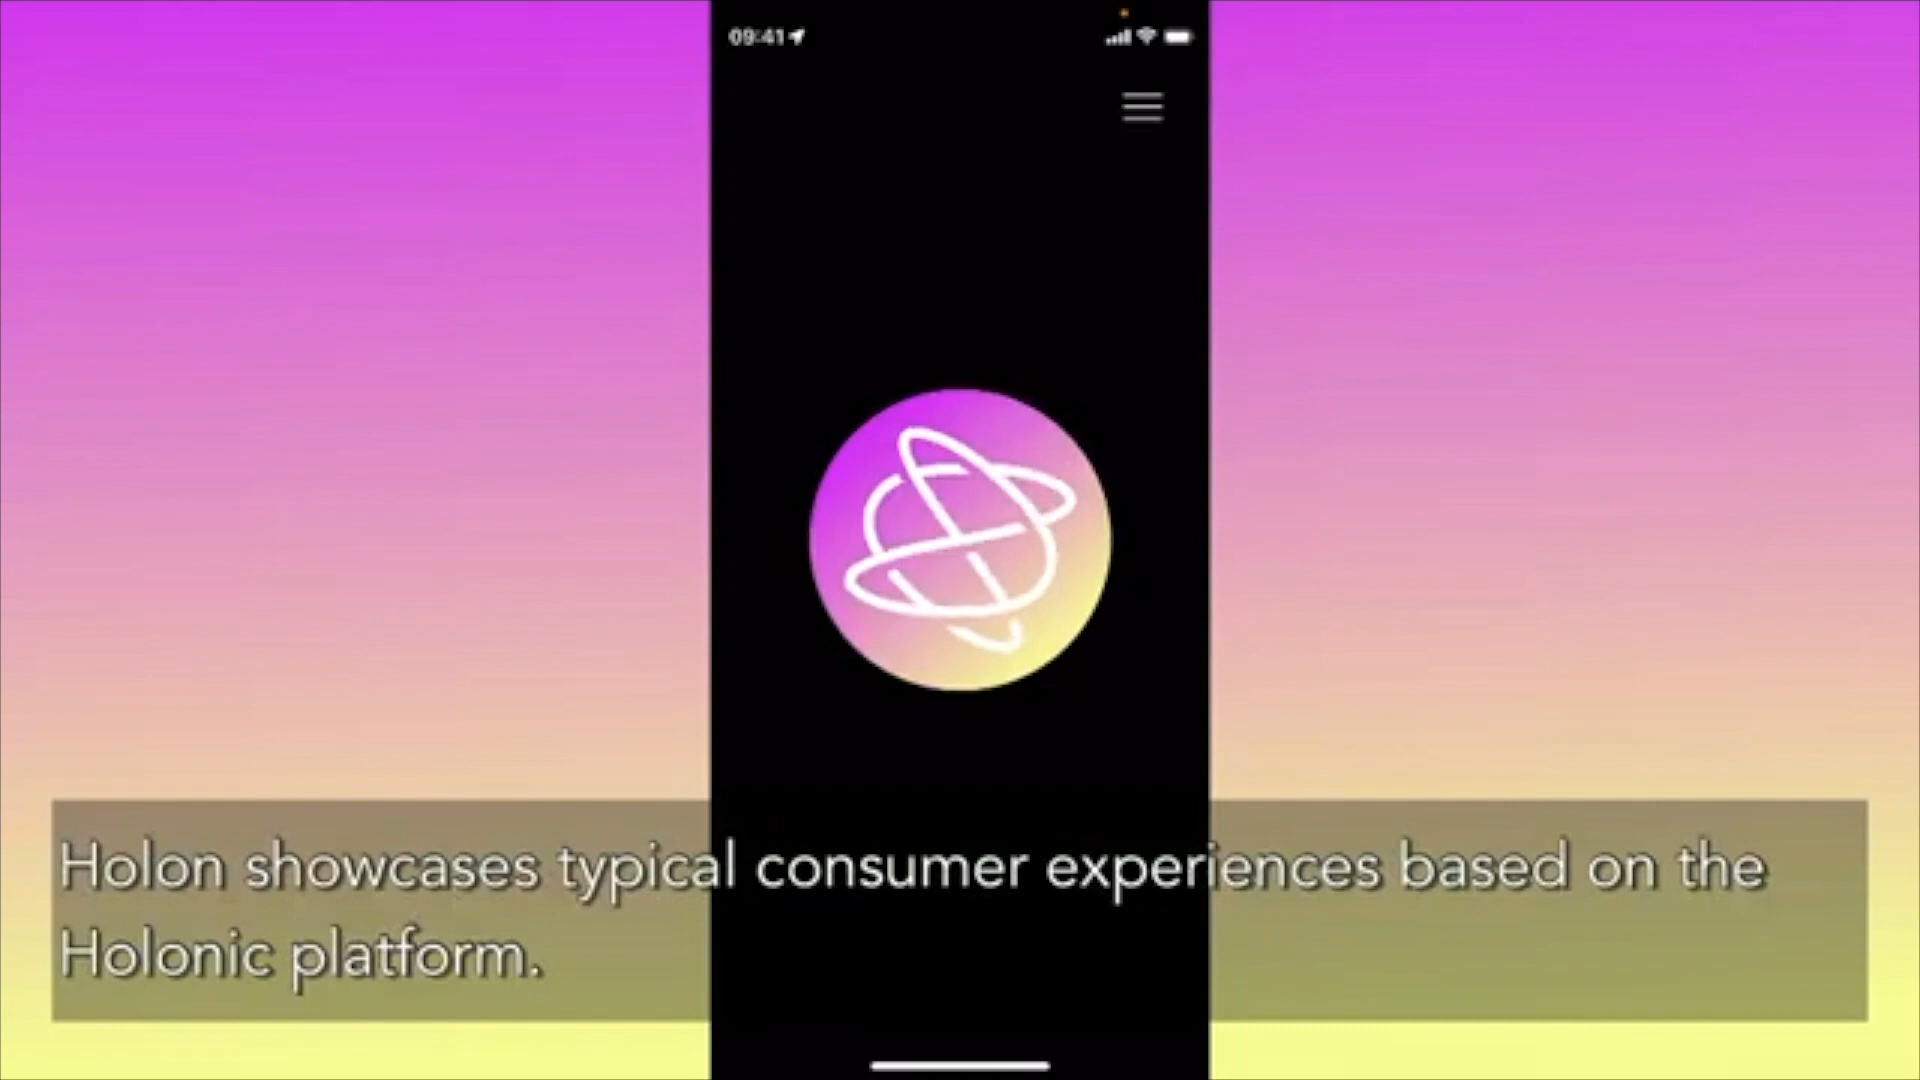 09:41
Holon showcases typical consumer experiences based on the
Holonic platform.